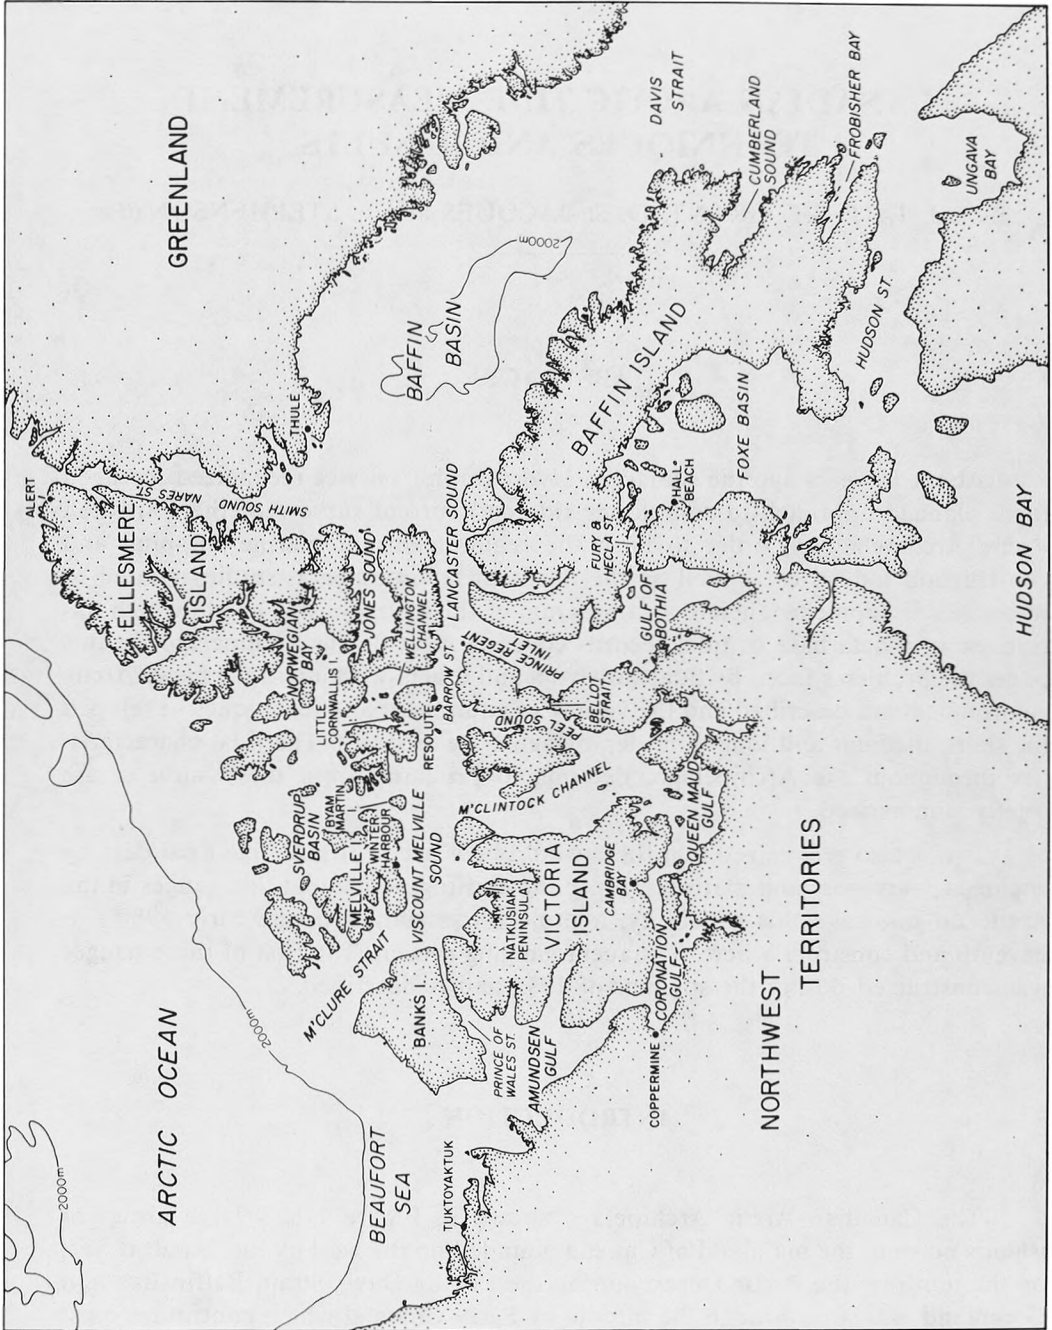 GREENLAND
ALERT
ELLESMERE
ISLAND
NARES ST.
SMITH SOUND
THULE
BAFFIN
BASIN
2000m
DAVIS
STRAIT
CUMBERLAND
SOUND
FROBISHER BAY
UNGAVA
BAY
HUDSON ST.
BAFFIN ISLAND
FOXE BASIN
HALL
BEACH
FURY &
HECLA ST.
GULF OF
BOTHIA
HUDSON BAY
LANCASTER SOUND
JONES SOUND
WELLINGTON
CHANNEL
NORWEGIAN
BAY
LITTLE
CORNWALLIS I.
RESOLUTE
BARROW ST.
PRINCE REGENT
INLET
BELLOT
STRAIT
PEEL SOUND
M'CLINTOCK CHANNEL
QUEEN MAUD
GULF
SVERDRUP
BASIN
BYAM
MARTIN
I.
MELVILLE I.
WINTER
HARBOUR
VISCOUNT MELVILLE
SOUND
NATKUSIAK
PENINSULA
VICTORIA
ISLAND
CAMBRIDGE
BAY
CORONATION
GULF
COPPERMINE
M'CLURE STRAIT
BANKS I.
PRINCE OF
WALES ST.
AMUNDSEN
GULF
NORTHWEST
TERRITORIES
ARCTIC OCEAN
2000m
2000m
BEAUFORT
SEA
TUKTOYAKTUK